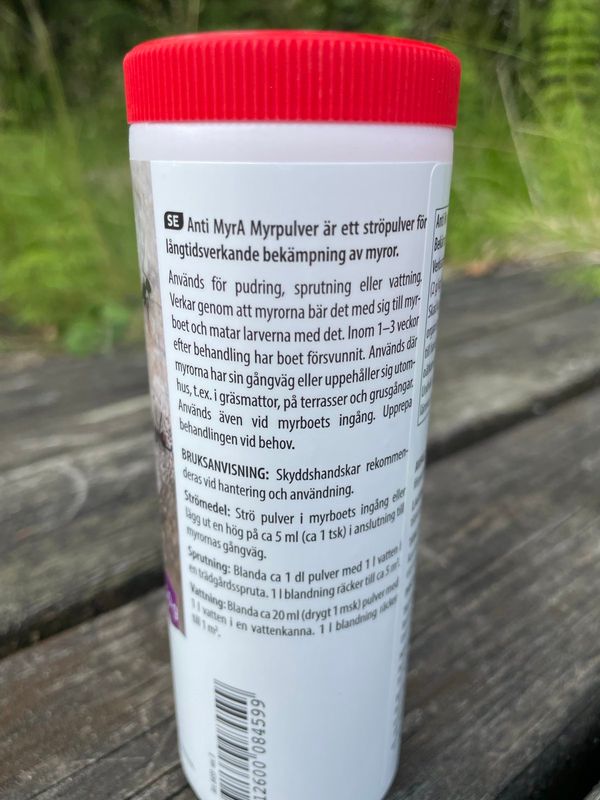 SE Anti MyrA Myrpulver är ett ströpulver för
långtidsverkande bekämpning av myror.
Används för pudring, sprutning eller vattning.
Verkar genom att myrorna bär det med sig till myr-
boet och matar larverna med det. Inom 1–3 veckor
efter behandling har boet försvunnit. Används där
myrorna har sin gångväg eller uppehåller sig utom-
hus, t.ex. i gräsmattor, på terrasser och grusgångar.
Används även vid myrboets ingång. Upprepa
behandlingen vid behov.
BRUKSANVISNING: Skyddshandskar rekommen-
deras vid hantering och användning.
Strömedel: Strö pulver i myrboets ingång eller
lägg ut en hög på ca 5 ml (ca 1 tsk) i anslutning till
myrornas gångväg.
Sprutning: Blanda ca 1 dl pulver med 1 l vatten i
en trädgårdsspruta. 1 l blandning räcker till ca 5 m².
Vattning: Blanda ca 20 ml (drygt 1 msk) pulver med
1 l vatten i en vattenkanna. 1 l blandning räcker
till 1 m².
12600 084599